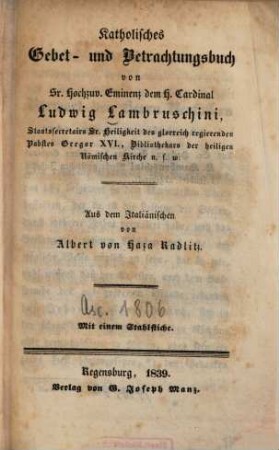 Katholisches
Gebet- und Betrachtungsbuch
von
Sr. Hochzuv. Eminenz dem H. Cardinal
Ludwig Lambruschini,
Staatssecretairs Sr. Heiligkeit des glorreich regierenden
Pabstes Gregor XVI., Bibliothekars der heiligen
Römischen Kirche u. s. w.
Aus dem Italiänischen
von
Albert von Haza Radlitz.
Asc. 1806
Mit einem Stahlstiche.
Regensburg, 1839.
Verlag von G. Joseph Manz.